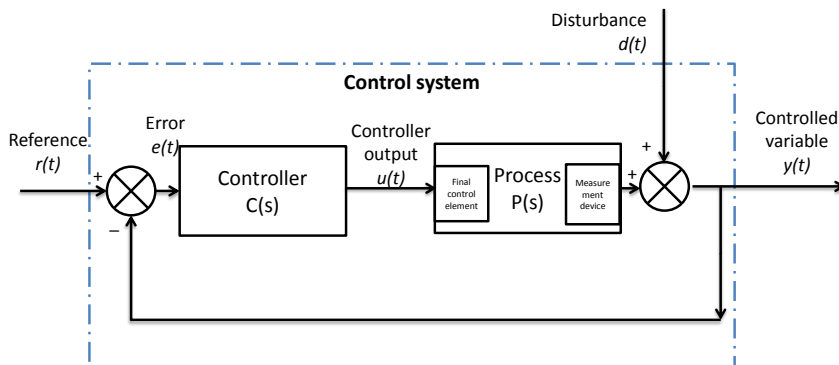 Disturbance
d(t)
Control system
Reference
r(t)
Error
e(t)
Controller
output
u(t)
Controlled
variable
y(t)
+
−
Controller
C(s)
Final
control
element
Process
P(s)
Measure
ment
device
+
+